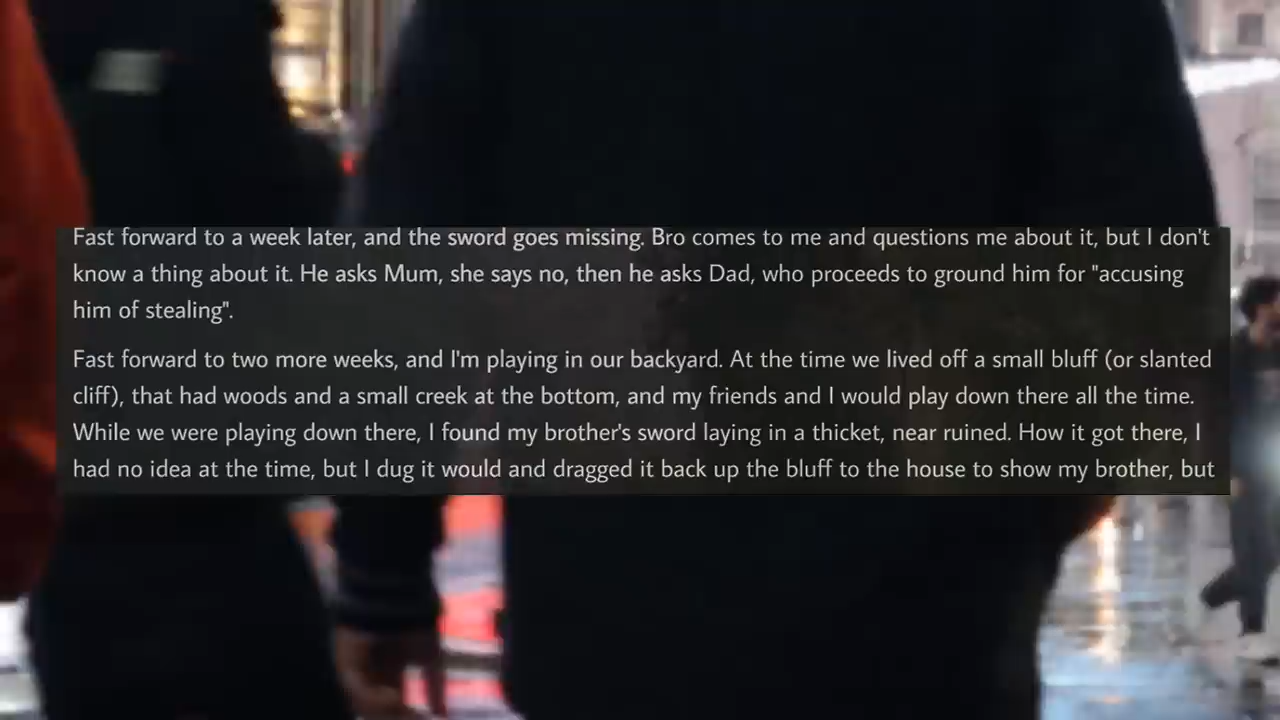 Fast forward to a week later, and the sword goes missing. Bro comes to me and questions me about it, but I don't
know a thing about it. He asks Mum, she says no, then he asks Dad, who proceeds to ground him for "accusing
him of stealing".
Fast forward to two more weeks, and I'm playing in our backyard. At the time we lived off a small bluff (or slanted
cliff), that had woods and a small creek at the bottom, and my friends and I would play down there all the time.
While we were playing down there, I found my brother's sword laying in a thicket, near ruined. How it got there, I
had no idea at the time, but I dug it would and dragged it back up the bluff to the house to show my brother, but